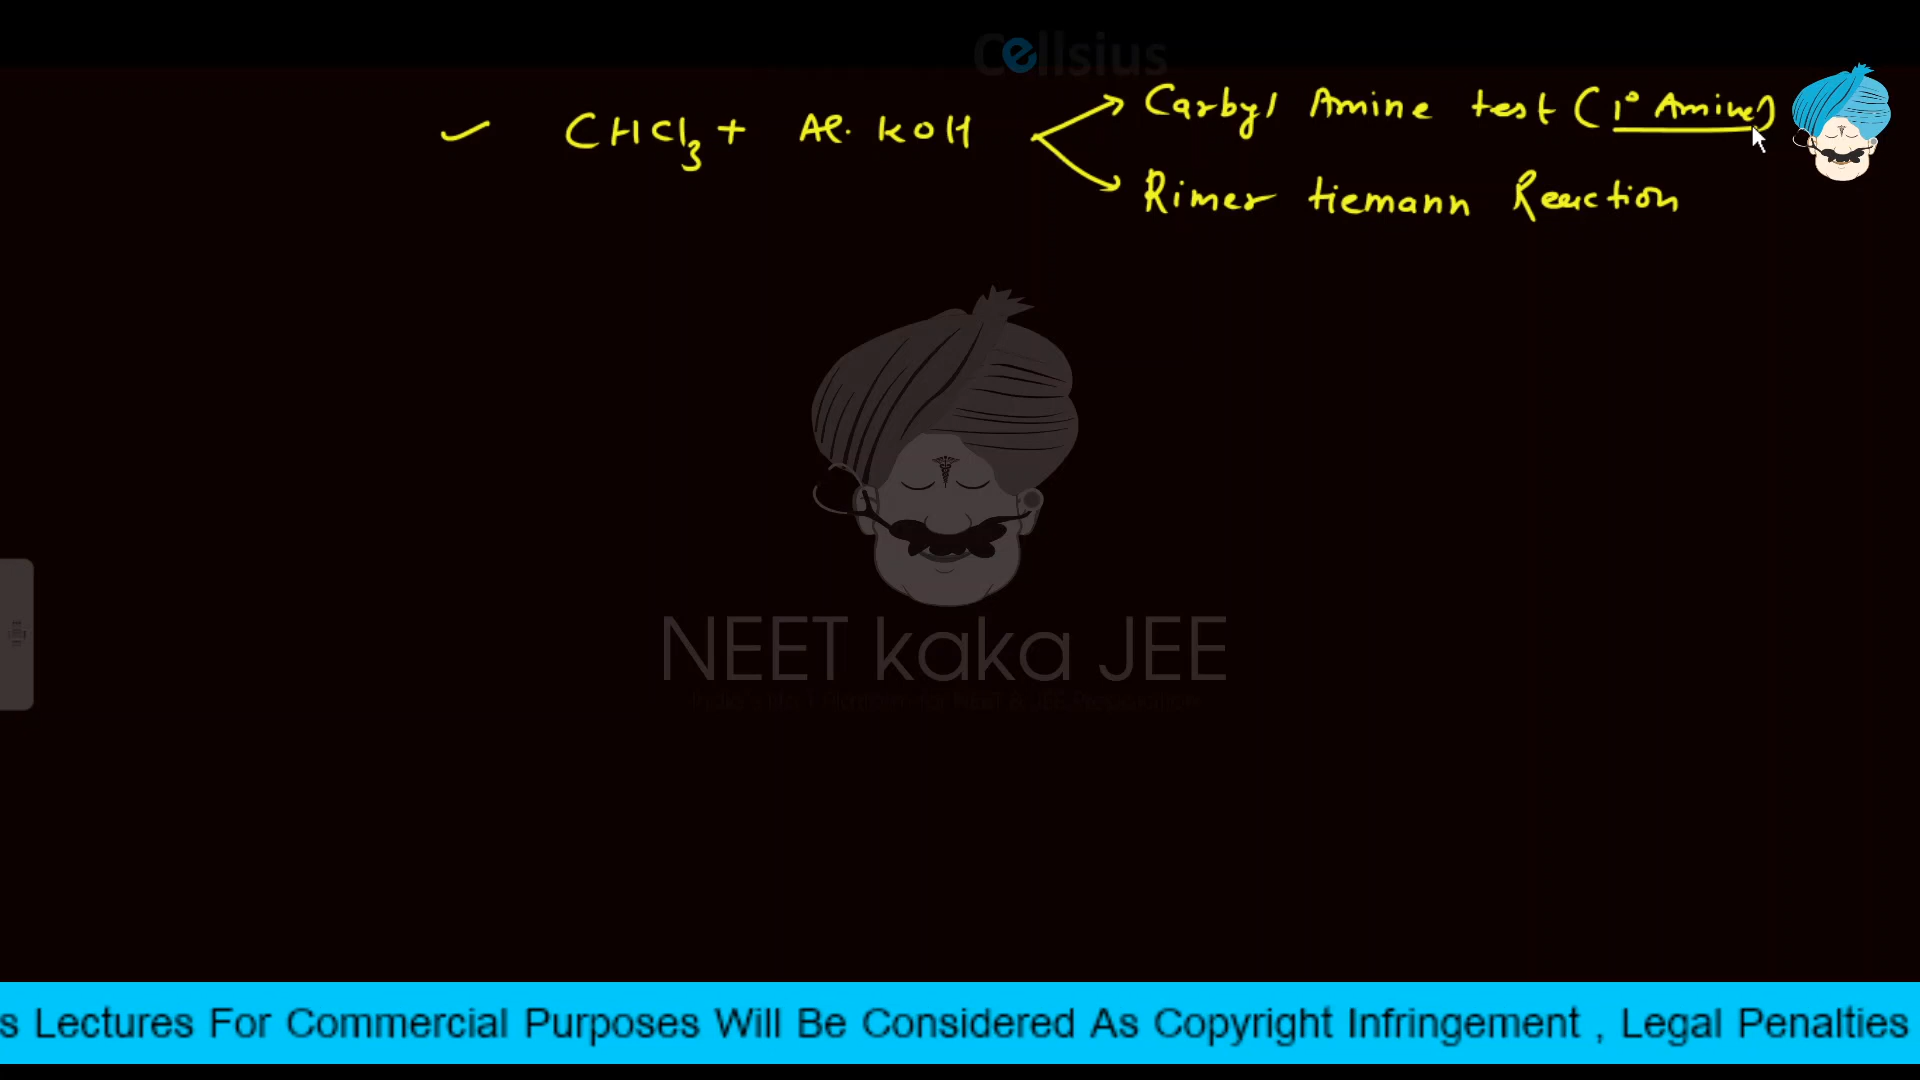 Cellsius
CHCl3 + Al. KOH
Carbyl Amine test (1° Amine)
Rimer tiemann Reaction
NEET kaka JEE
s Lectures For Commercial Purposes Will Be Considered As Copyright Infringement , Legal Penalties